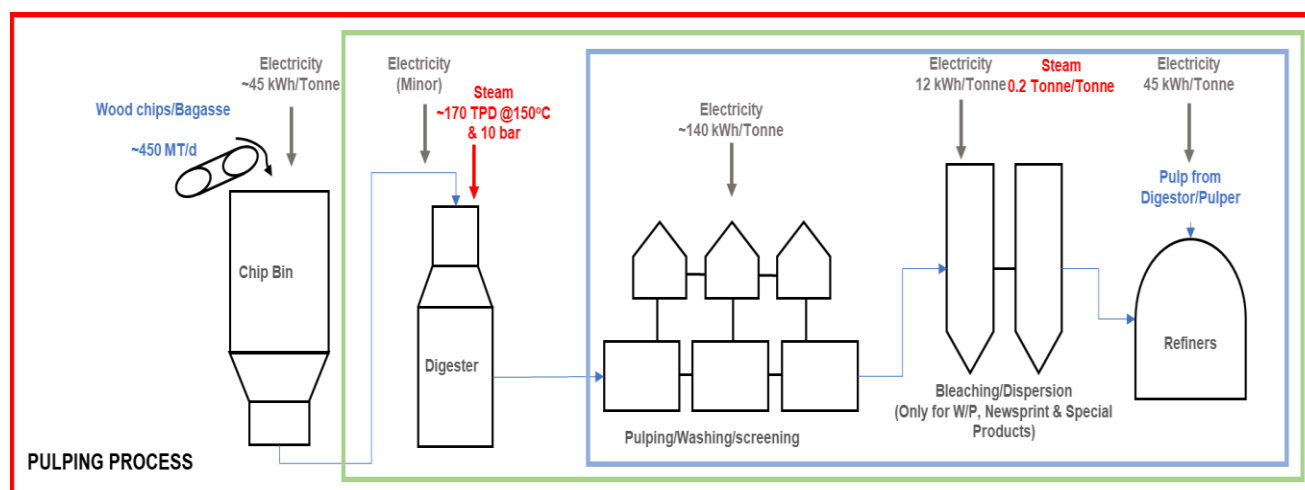 Electricity
~45 kWh/Tonne
Wood chips/Bagasse
~450 MT/d
Chip Bin
Electricity
(Minor)
Steam
~170 TPD @150°C
& 10 bar
Digester
Electricity
~140 kWh/Tonne
Pulping/Washing/screening
Electricity
12 kWh/Tonne
Steam
0.2 Tonne/Tonne
Bleaching/Dispersion
(Only for W/P, Newsprint & Special
Products)
Electricity
45 kWh/Tonne
Pulp from
Digestor/Pulper
Refiners
PULPING PROCESS